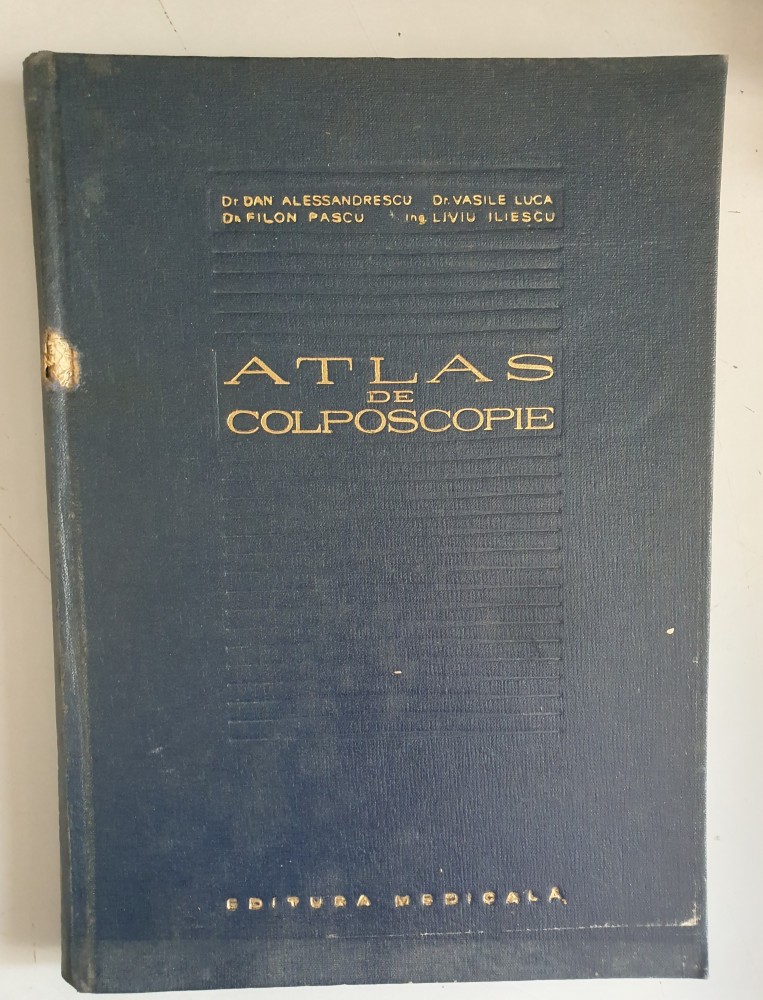 Dr DAN ALESSANDRESCU Dr. VASILE LUCA
Dr. FILON PASCU ing. LIVIU ILIESCU
ATLAS
DE
COLPOSCOPIE
EDITURA MEDICALĂ